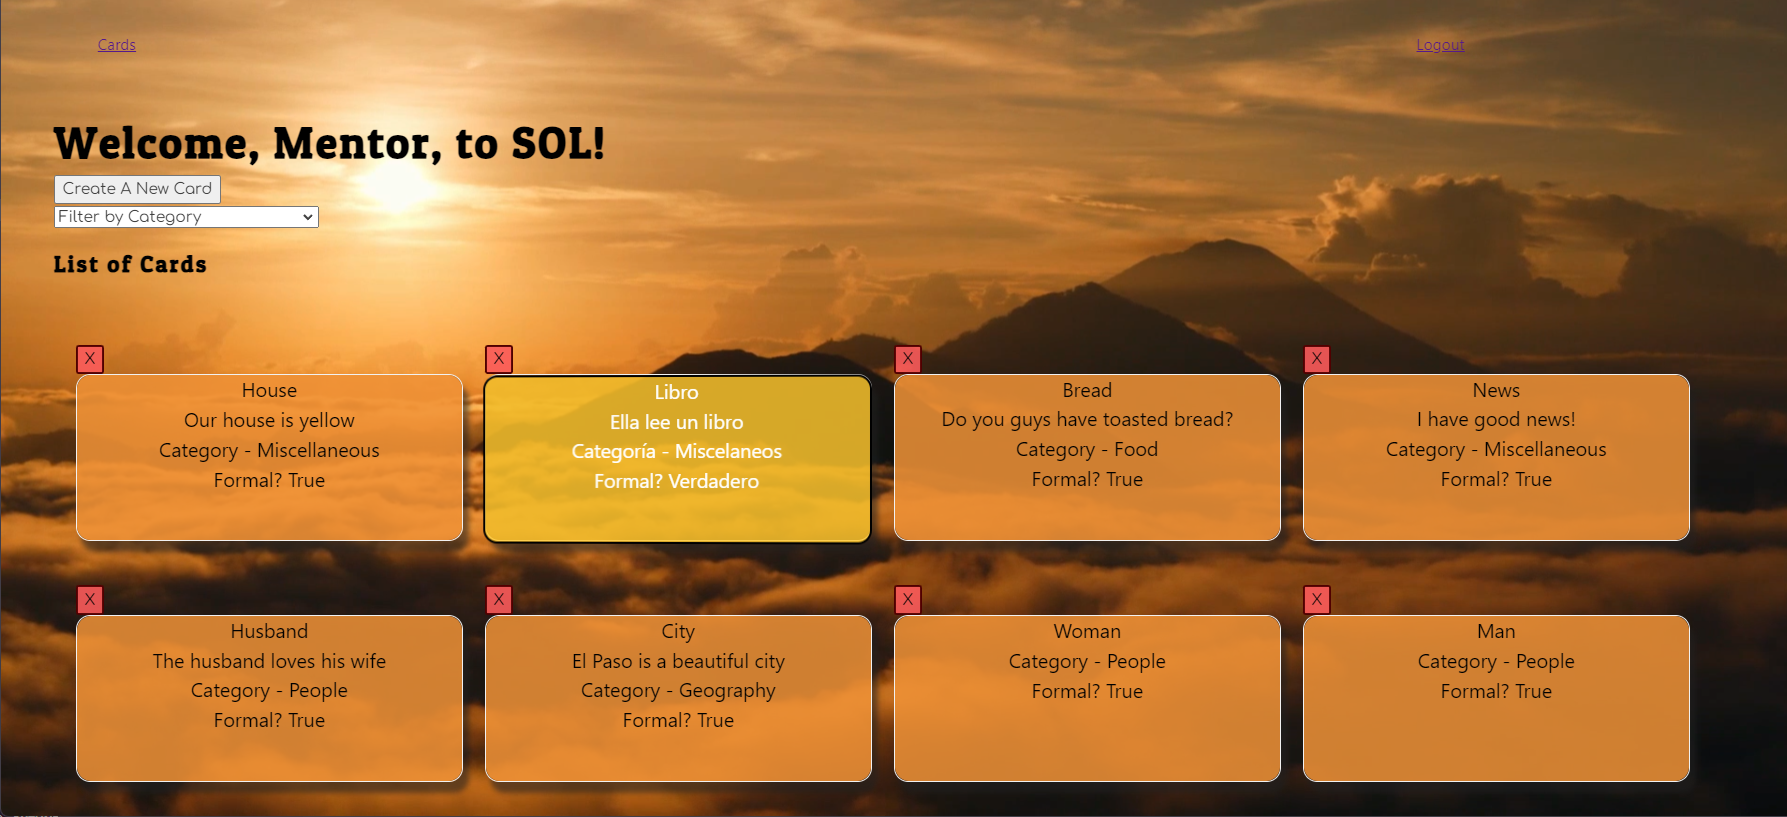 Cards
Logout
Welcome, Mentor, to SOL!
Create A New Card
Filter by Category
List of Cards
X
X
X
X
House
Our house is yellow
Category - Miscellaneous
Formal? True
Libro
Ella lee un libro
Categoría - Miscelaneos
Formal? Verdadero
Bread
Do you guys have toasted bread?
Category - Food
Formal? True
News
I have good news!
Category - Miscellaneous
Formal? True
X
X
X
X
Husband
The husband loves his wife
Category - People
Formal? True
City
El Paso is a beautiful city
Category - Geography
Formal? True
Woman
Category - People
Formal? True
Man
Category - People
Formal? True